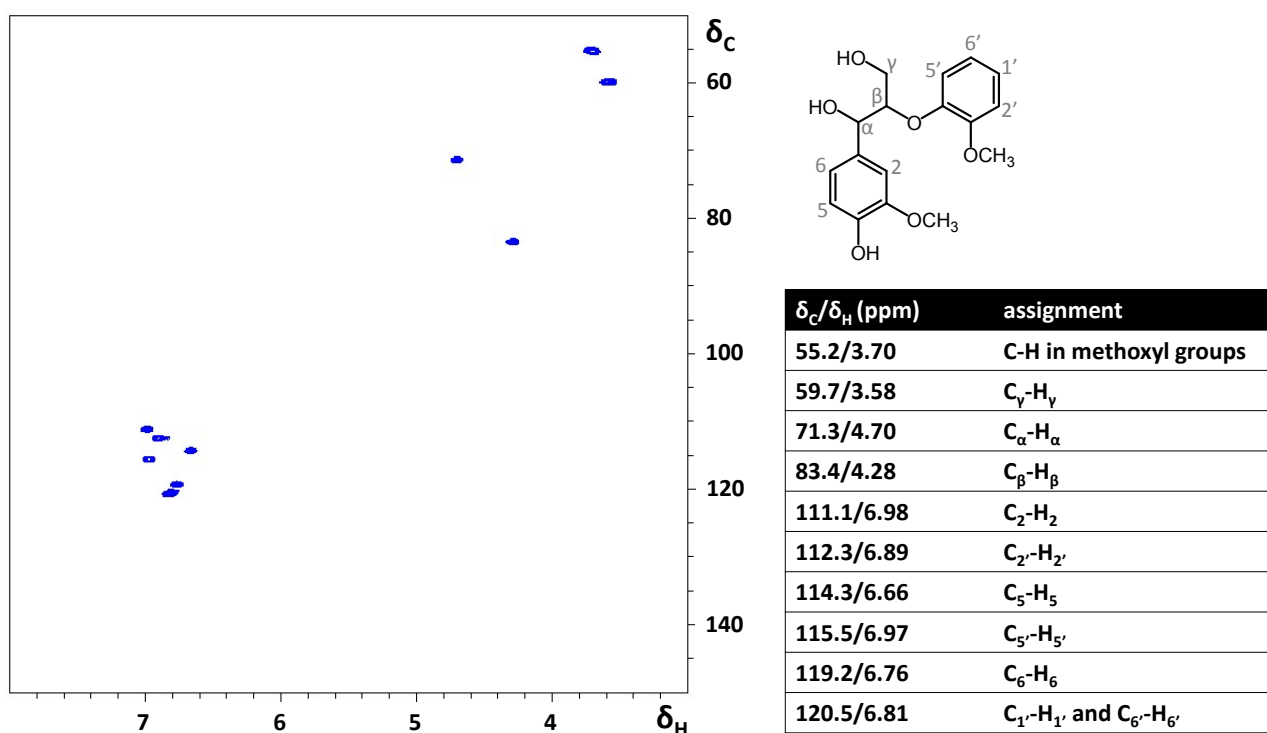 δC
60
80
100
120
140
7 6 5 4 δH
HO
γ
5′
6′
1′
2′
β
HO
α
O
OCH3
6
2
5
OCH3
OH
δC/δH (ppm) assignment
55.2/3.70 C-H in methoxyl groups
59.7/3.58 Cγ-Hγ
71.3/4.70 Cα-Hα
83.4/4.28 Cβ-Hβ
111.1/6.98 C2-H2
112.3/6.89 C2′-H2′
114.3/6.66 C5-H5
115.5/6.97 C5′-H5′
119.2/6.76 C6-H6
120.5/6.81 C1′-H1′ and C6′-H6′